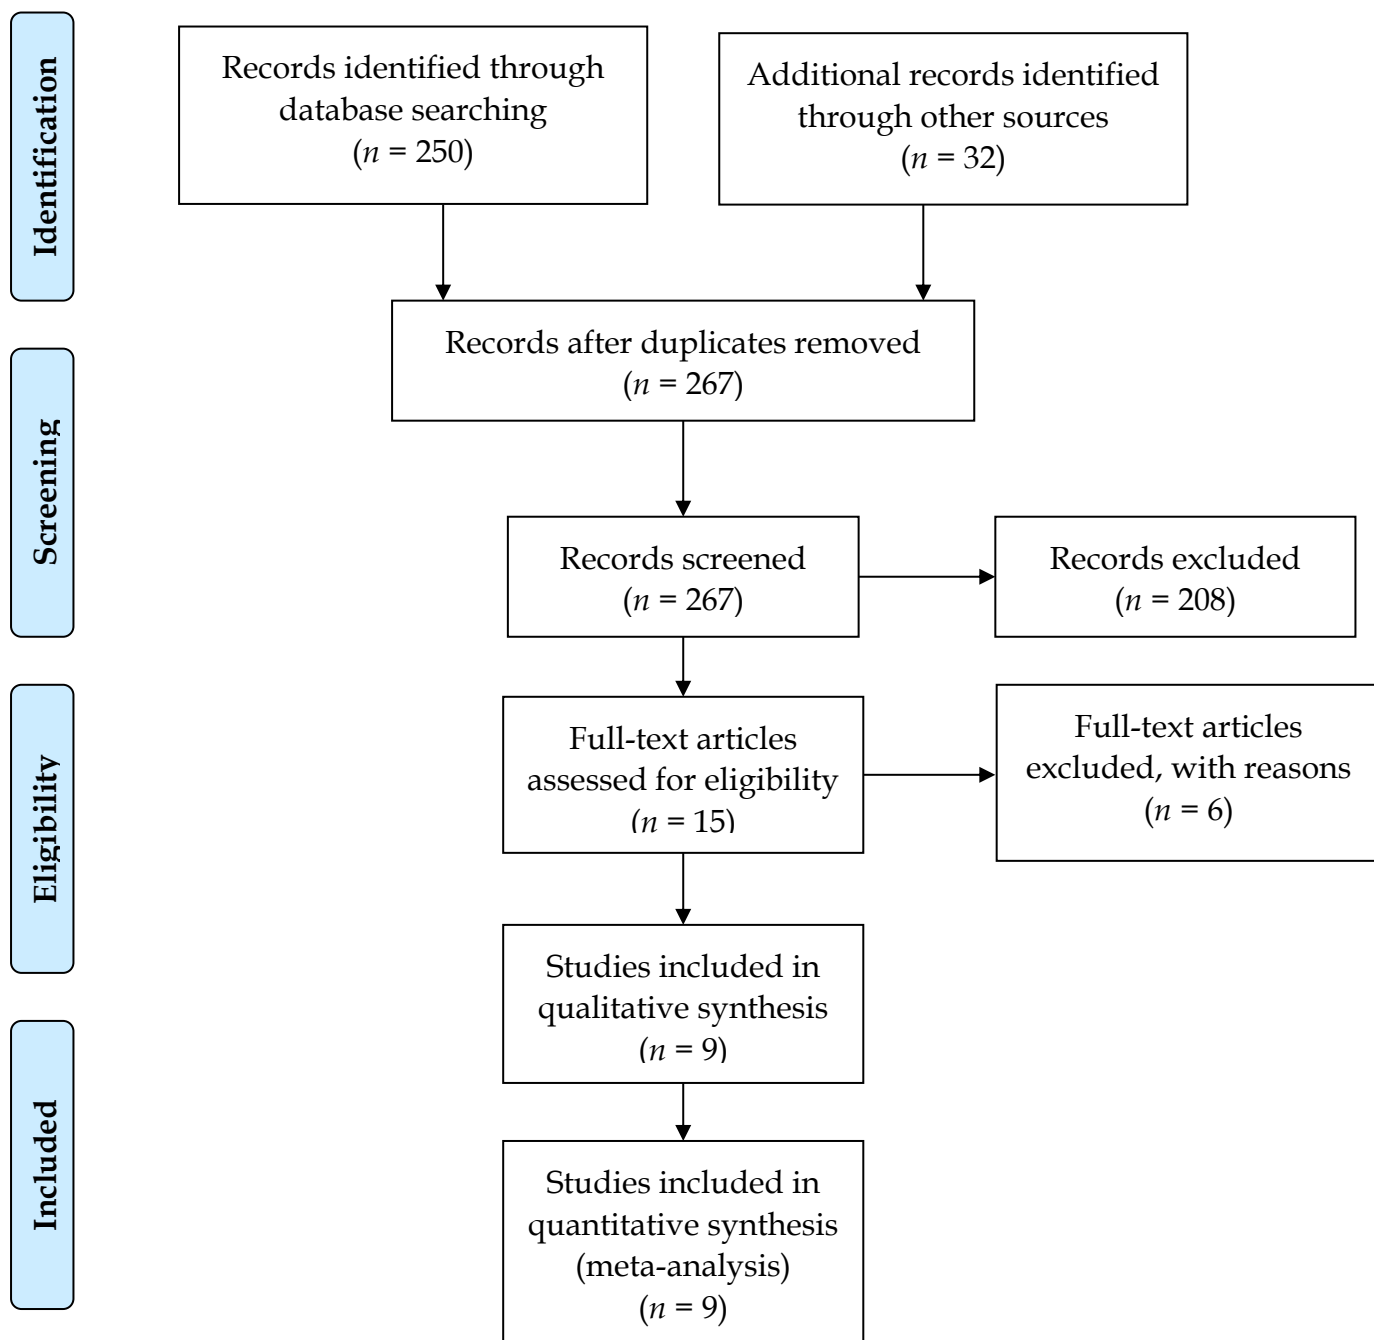 Identification
Records identified through
database searching
(n = 250)
Additional records identified
through other sources
(n = 32)
Records after duplicates removed
(n = 267)
Screening
Records screened
(n = 267)
Records excluded
(n = 208)
Eligibility
Full-text articles
assessed for eligibility
(n = 15)
Full-text articles
excluded, with reasons
(n = 6)
Studies included in
qualitative synthesis
(n = 9)
Included
Studies included in
quantitative synthesis
(meta-analysis)
(n = 9)